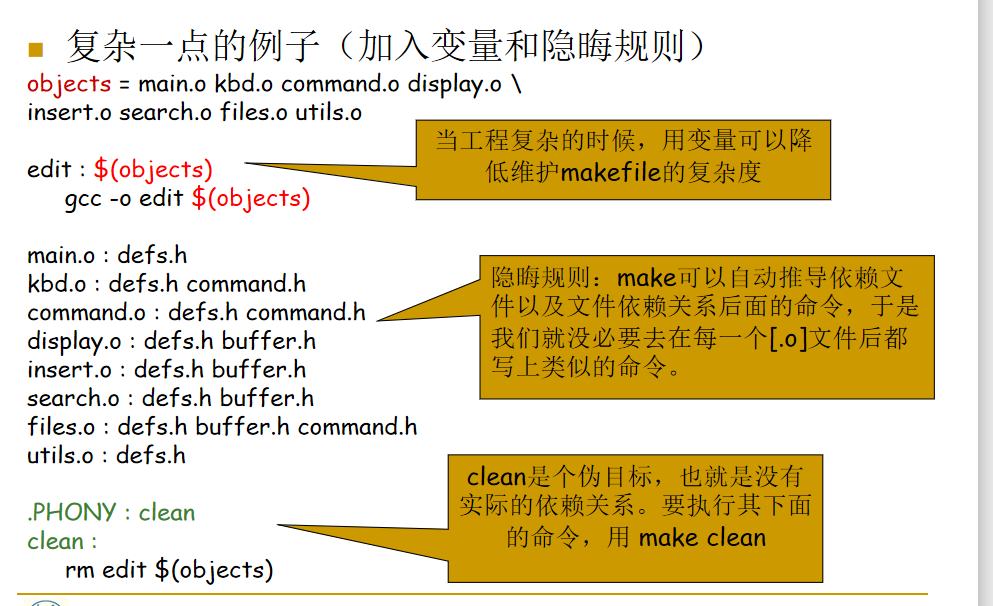 复杂一点的例子（加入变量和隐晦规则）
objects = main.o kbd.o command.o display.o \
insert.o search.o files.o utils.o
当工程复杂的时候，用变量可以降
低维护makefile的复杂度
edit : $(objects)
gcc -o edit $(objects)
main.o : defs.h
kbd.o : defs.h command.h
command.o : defs.h command.h
display.o : defs.h buffer.h
insert.o : defs.h buffer.h
search.o : defs.h buffer.h
files.o : defs.h buffer.h command.h
utils.o : defs.h
隐晦规则：make可以自动推导依赖文
件以及文件依赖关系后面的命令，于是
我们就没必要去在每一个[.o]文件后都
写上类似的命令。
.PHONY : clean
clean :
rm edit $(objects)
clean是个伪目标，也就是没有
实际的依赖关系。要执行其下面
的命令，用 make clean